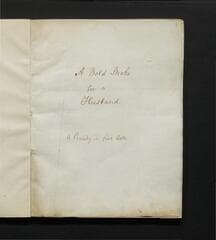 A Bold Stroke
for a
Husband
A Comedy in five Acts